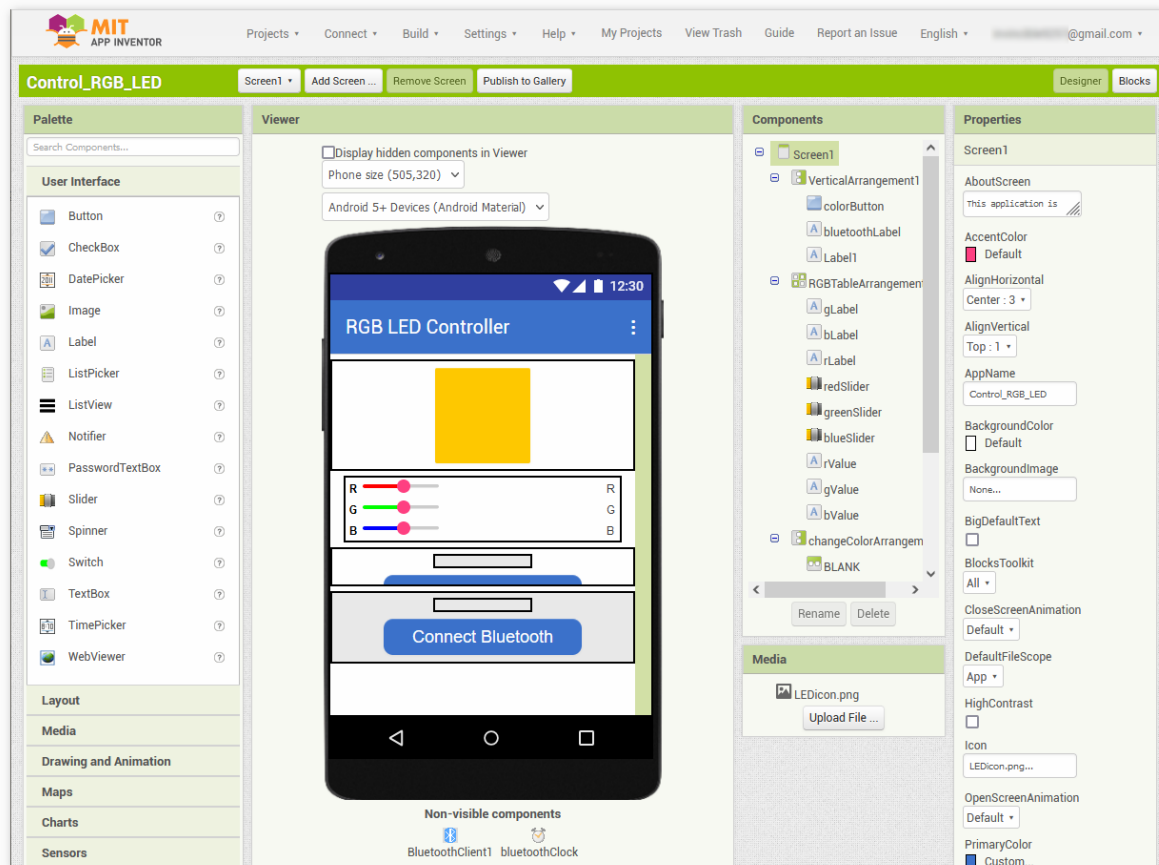 MIT
APP INVENTOR
Projects Connect Build Settings Help My Projects View Trash Guide Report an Issue English @gmail.com
Control_RGB_LED
Screen1 Add Screen ... Remove Screen Publish to Gallery Designer Blocks
Palette
Search Components...
User Interface
Button
CheckBox
DatePicker
Image
Label
ListPicker
ListView
Notifier
PasswordTextBox
Slider
Spinner
Switch
TextBox
TimePicker
WebViewer
Layout
Media
Drawing and Animation
Maps
Charts
Sensors
Viewer
Display hidden components in Viewer
Phone size (505,320)
Android 5+ Devices (Android Material)
12:30
RGB LED Controller
R R
G G
B B
Connect Bluetooth
Non-visible components
BluetoothClient1 bluetoothClock
Components
Screen1
VerticalArrangement1
colorButton
bluetoothLabel
Label1
RGBTableArrangement
gLabel
bLabel
rLabel
redSlider
greenSlider
blueSlider
rValue
gValue
bValue
changeColorArrangem
BLANK
Rename Delete
Media
LEDicon.png
Upload File ...
Properties
Screen1
AboutScreen
This application is
AccentColor
Default
AlignHorizontal
Center : 3
AlignVertical
Top : 1
AppName
Control_RGB_LED
BackgroundColor
Default
BackgroundImage
None...
BigDefaultText
BlocksToolkit
All
CloseScreenAnimation
Default
DefaultFileScope
App
HighContrast
Icon
LEDicon.png...
OpenScreenAnimation
Default
PrimaryColor
Custom...